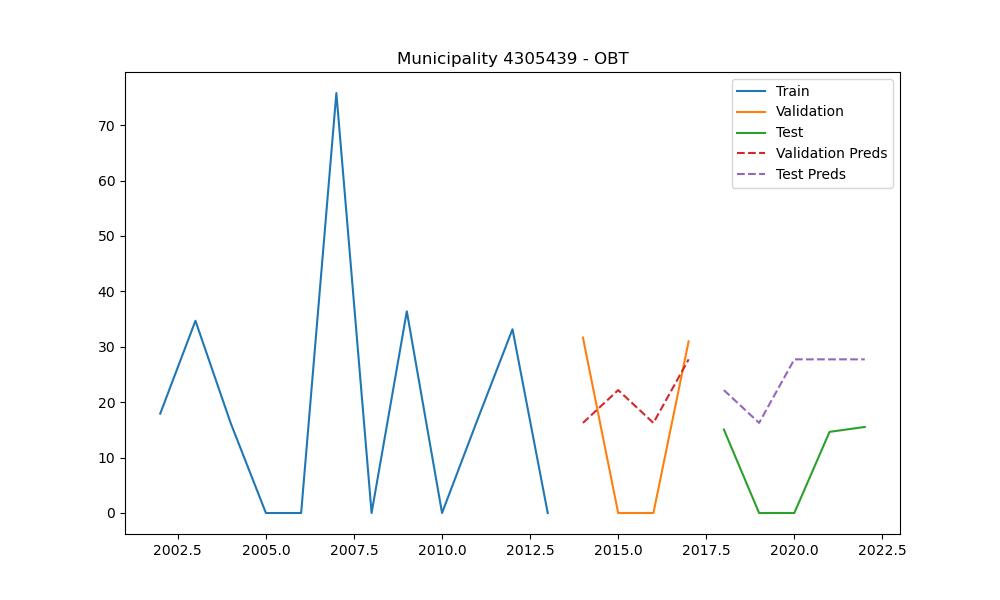 Municipality 4305439 - OBT
Train
Validation
Test
Validation Preds
Test Preds
70
60
50
40
30
20
10
0
2002.5 2005.0 2007.5 2010.0 2012.5 2015.0 2017.5 2020.0 2022.5